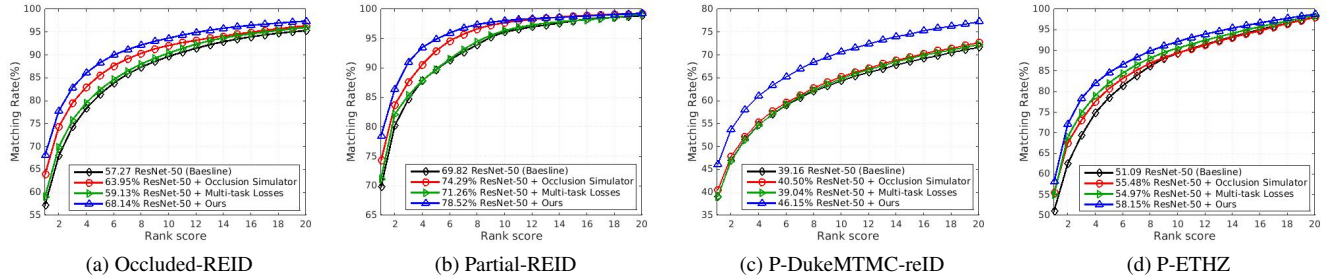 Matching Rate(%)
100
95
90
85
80
75
70
65
60
55
57.27 ResNet-50 (Baesline)
63.95% ResNet-50 + Occlusion Simulator
59.13% ResNet-50 + Multi-task Losses
68.14% ResNet-50 + Ours
2 4 6 8 10 12 14 16 18 20
Rank score
(a) Occluded-REID
Matching Rate(%)
100
95
90
85
80
75
70
65
69.82 ResNet-50 (Baesline)
74.29% ResNet-50 + Occlusion Simulator
71.26% ResNet-50 + Multi-task Losses
78.52% ResNet-50 + Ours
2 4 6 8 10 12 14 16 18 20
Rank score
(b) Partial-REID
Matching Rate(%)
80
75
70
65
60
55
50
45
40
35
39.16 ResNet-50 (Baesline)
40.50% ResNet-50 + Occlusion Simulator
39.04% ResNet-50 + Multi-task Losses
46.15% ResNet-50 + Ours
2 4 6 8 10 12 14 16 18 20
Rank score
(c) P-DukeMTMC-reID
Matching Rate(%)
100
95
90
85
80
75
70
65
60
55
50
51.09 ResNet-50 (Baesline)
55.48% ResNet-50 + Occlusion Simulator
54.97% ResNet-50 + Multi-task Losses
58.15% ResNet-50 + Ours
2 4 6 8 10 12 14 16 18 20
Rank score
(d) P-ETHZ